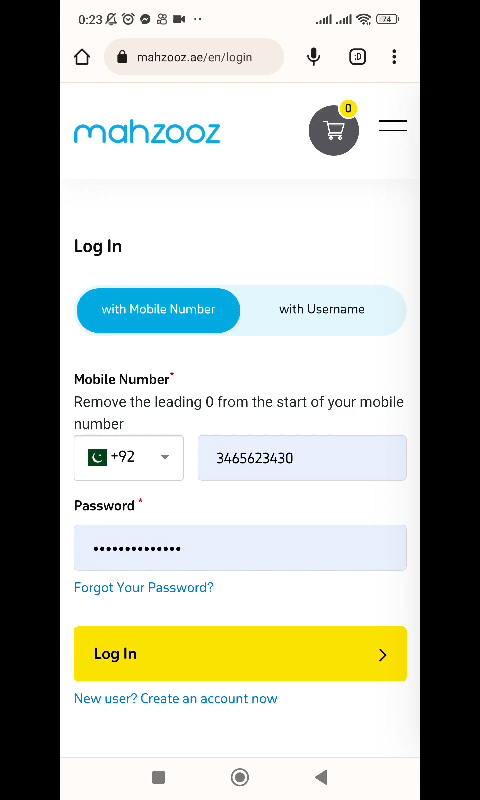 0:23
74
mahzooz.ae/en/login
:D
mahzooz
0
Log In
with Mobile Number
with Username
Mobile Number*
Remove the leading 0 from the start of your mobile
number
+92
3465623430
Password *
••••••••••••••
Forgot Your Password?
Log In
New user? Create an account now